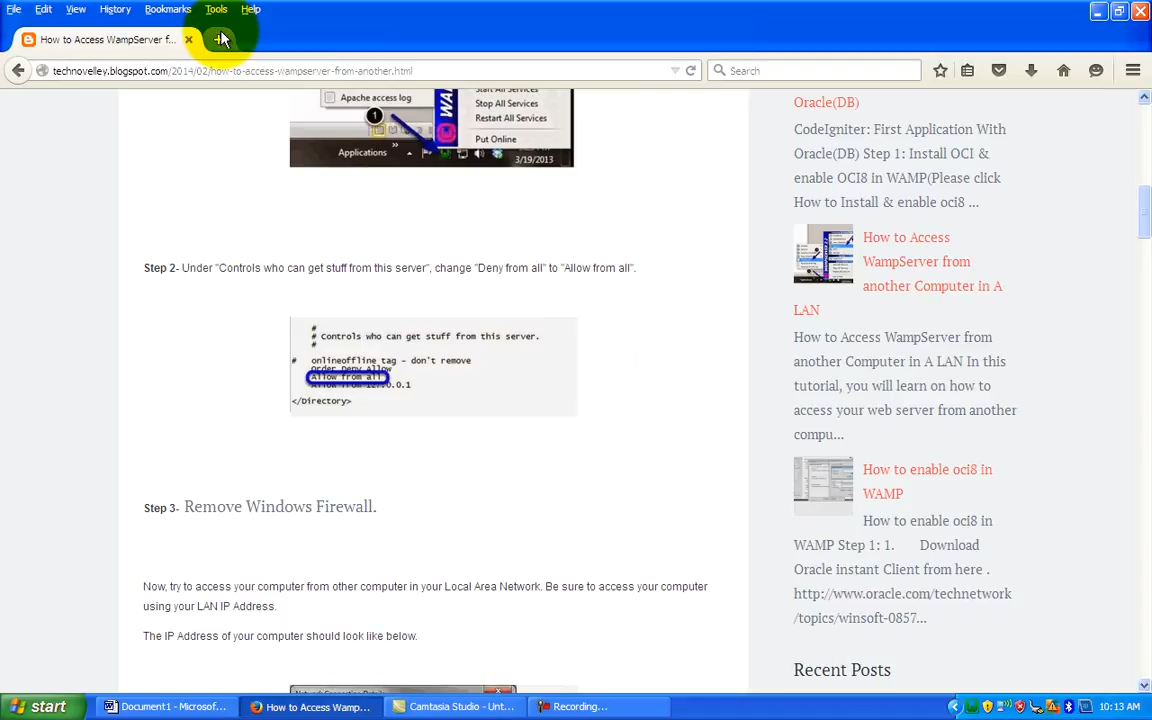 File Edit View History Bookmarks Tools Help
How to Access WampServer f...
technovelley.blogspot.com/2014/02/how-to-access-wampserver-from-another.html
Search
Apache access log
Start All Services
Stop All Services
Restart All Services
Put Online
1
Applications
3/19/2013
Step 2- Under "Controls who can get stuff from this server", change "Deny from all" to "Allow from all".
#
# Controls who can get stuff from this server.
#
# onlineoffline tag - don't remove
Order Deny,Allow
Allow from all
Allow from 127.0.0.1
</Directory>
Step 3- Remove Windows Firewall.
Now, try to access your computer from other computer in your Local Area Network. Be sure to access your computer
using your LAN IP Address.
The IP Address of your computer should look like below.
Oracle(DB)
CodeIgniter: First Application With
Oracle(DB) Step 1: Install OCI &
enable OCI8 in WAMP(Please click
How to Install & enable oci8 ...
How to Access
WampServer from
another Computer in A
LAN
How to Access WampServer from
another Computer in A LAN In this
tutorial, you will learn on how to
access your web server from another
compu...
How to enable oci8 in
WAMP
How to enable oci8 in
WAMP Step 1: 1. Download
Oracle instant Client from here .
http://www.oracle.com/technetwork
/topics/winsoft-0857...
Recent Posts
start
Document1 - Microsof...
How to Access Wamp...
Camtasia Studio - Unt...
Recording...
10:13 AM